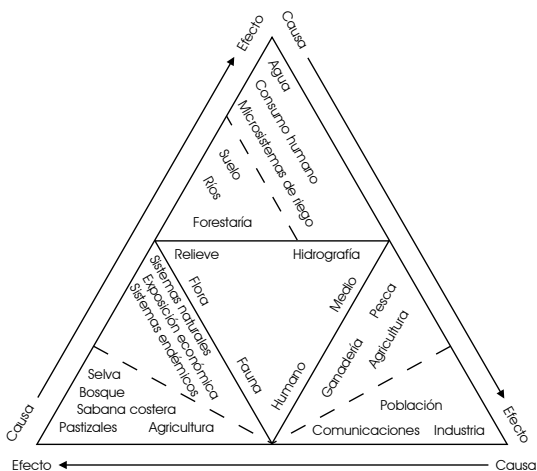 Efecto
Causa
Agua
Consumo humano
Microsistemas de riego
Suelo
Ríos
Forestaría
Relieve
Hidrografía
Sistemas naturales
Exposición económica
Sistemas endémicos
Flora
Fauna
Medio
Humano
Pesca
Agricultura
Ganadería
Selva
Bosque
Sabana costera
Pastizales
Agricultura
Población
Comunicaciones
Industria
Causa
Efecto
Efecto
Causa